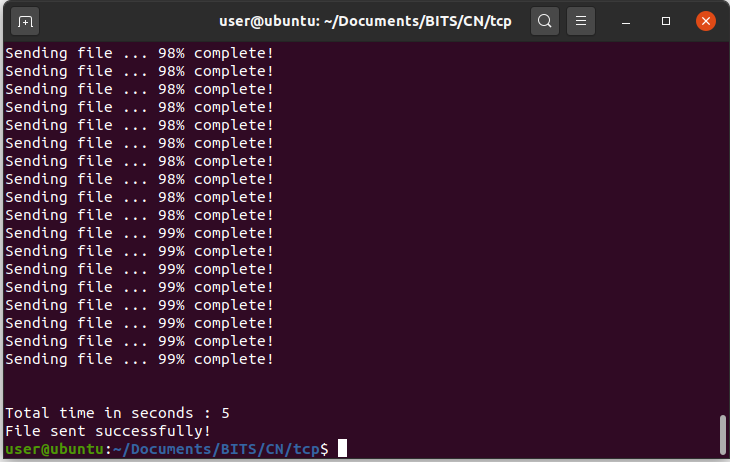 user@ubuntu: ~/Documents/BITS/CN/tcp
Sending file ... 98% complete!
Sending file ... 98% complete!
Sending file ... 98% complete!
Sending file ... 98% complete!
Sending file ... 98% complete!
Sending file ... 98% complete!
Sending file ... 98% complete!
Sending file ... 98% complete!
Sending file ... 98% complete!
Sending file ... 98% complete!
Sending file ... 99% complete!
Sending file ... 99% complete!
Sending file ... 99% complete!
Sending file ... 99% complete!
Sending file ... 99% complete!
Sending file ... 99% complete!
Sending file ... 99% complete!
Sending file ... 99% complete!
Total time in seconds : 5
File sent successfully!
user@ubuntu:~/Documents/BITS/CN/tcp$